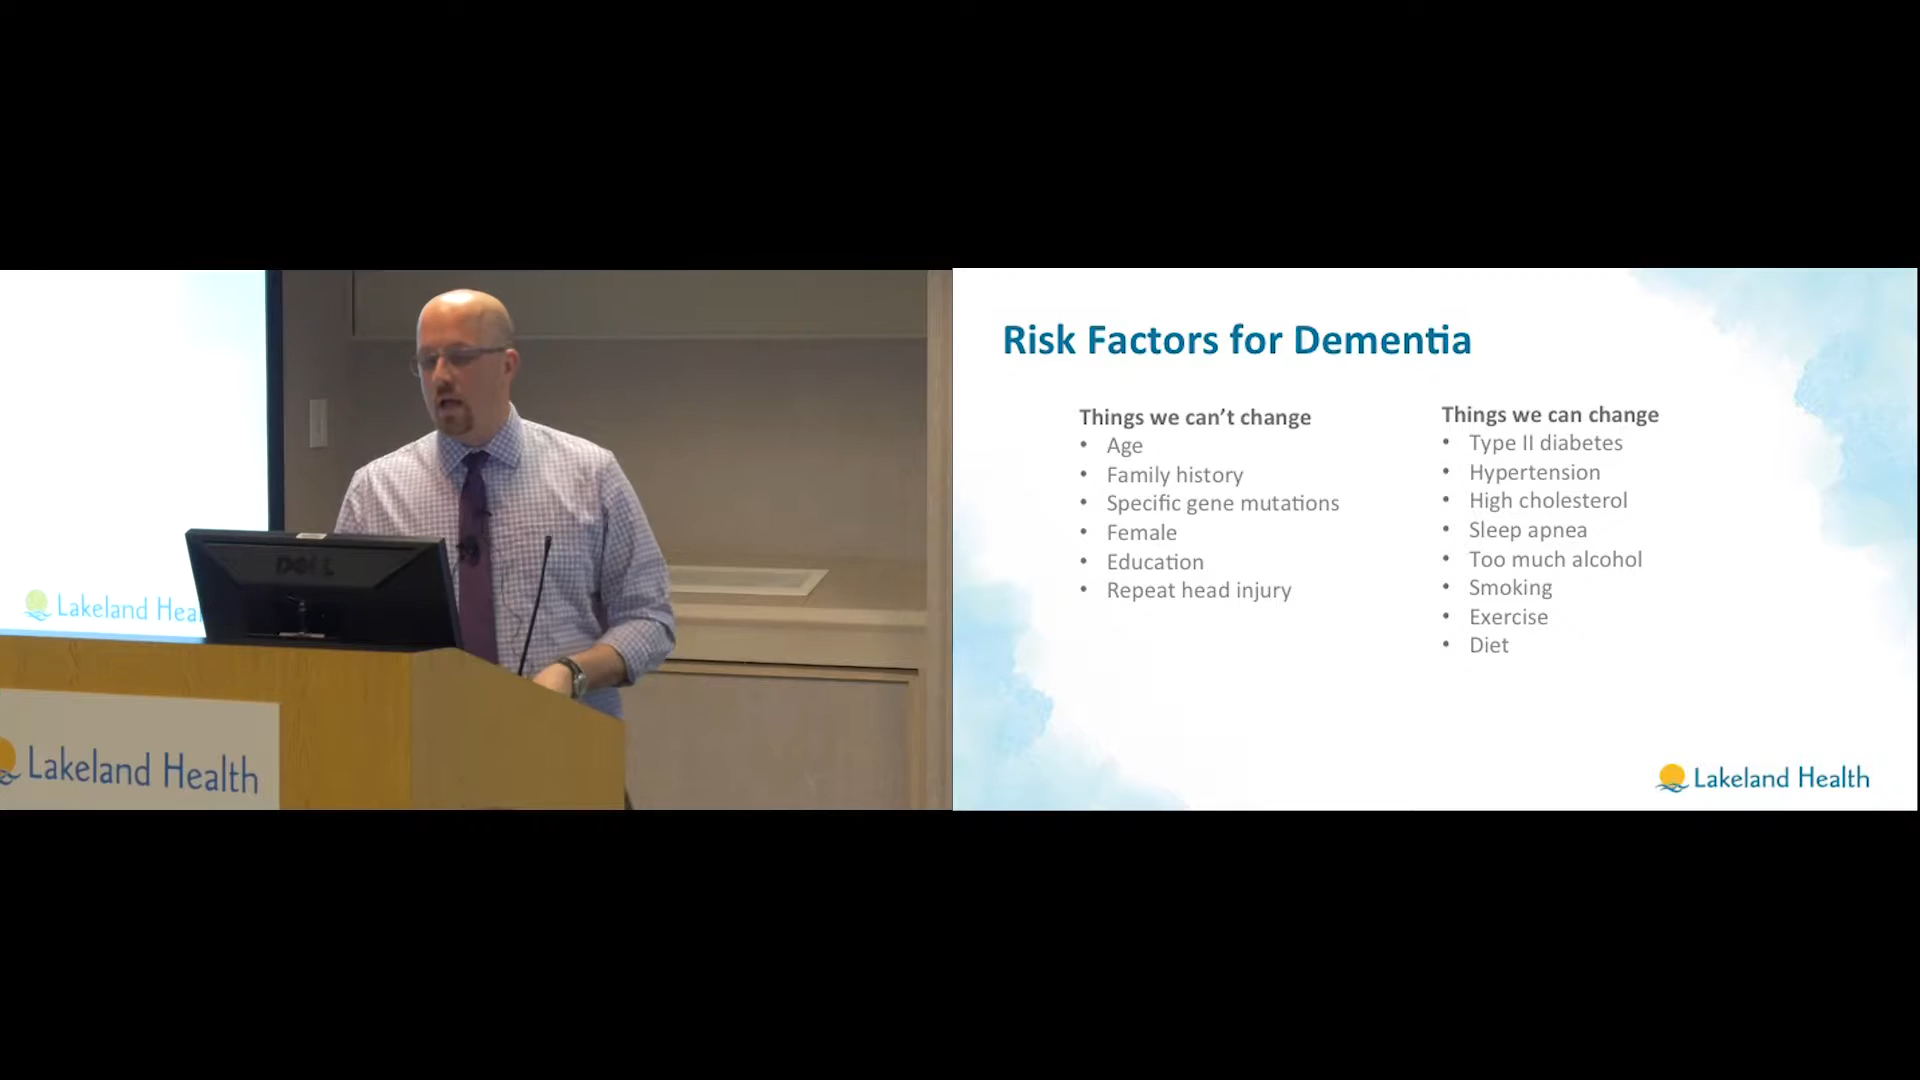 Lakeland Hea
DELL
Lakeland Health
Risk Factors for Dementia
Things we can't change
• Age
• Family history
• Specific gene mutations
• Female
• Education
• Repeat head injury
Things we can change
• Type II diabetes
• Hypertension
• High cholesterol
• Sleep apnea
• Too much alcohol
• Smoking
• Exercise
• Diet
Lakeland Health